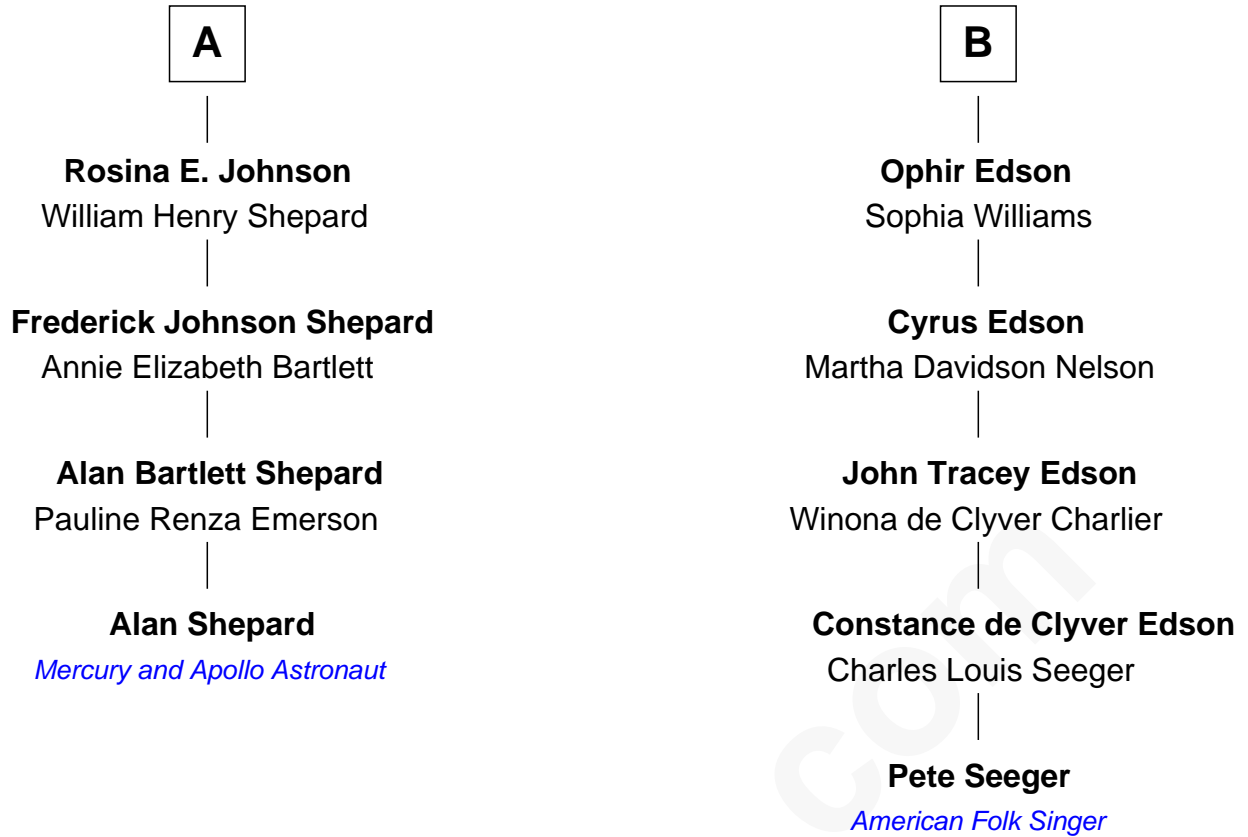 A
Rosina E. Johnson
William Henry Shepard
Frederick Johnson Shepard
Annie Elizabeth Bartlett
Alan Bartlett Shepard
Pauline Renza Emerson
Alan Shepard
Mercury and Apollo Astronaut
B
Ophir Edson
Sophia Williams
Cyrus Edson
Martha Davidson Nelson
John Tracey Edson
Winona de Clyver Charlier
Constance de Clyver Edson
Charles Louis Seeger
Pete Seeger
American Folk Singer
com